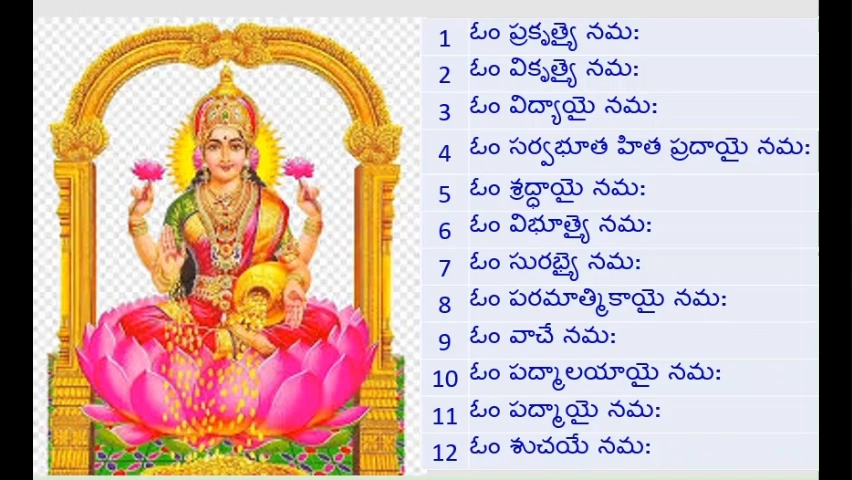 1 ఓం ప్రకృత్యై నమ:
2 ఓం వికృత్యై నమ:
3 ఓం విద్యాయై నమ:
4 ఓం సర్వభూత హిత ప్రదాయై నమ:
5 ఓం శ్రద్ధాయై నమ:
6 ఓం విభూత్యై నమ:
7 ఓం సురభ్యై నమ:
8 ఓం పరమాత్మికాయై నమ:
9 ఓం వాచే నమ:
10 ఓం పద్మాలయాయై నమ:
11 ఓం పద్మాయై నమ:
12 ఓం శుచయే నమ: